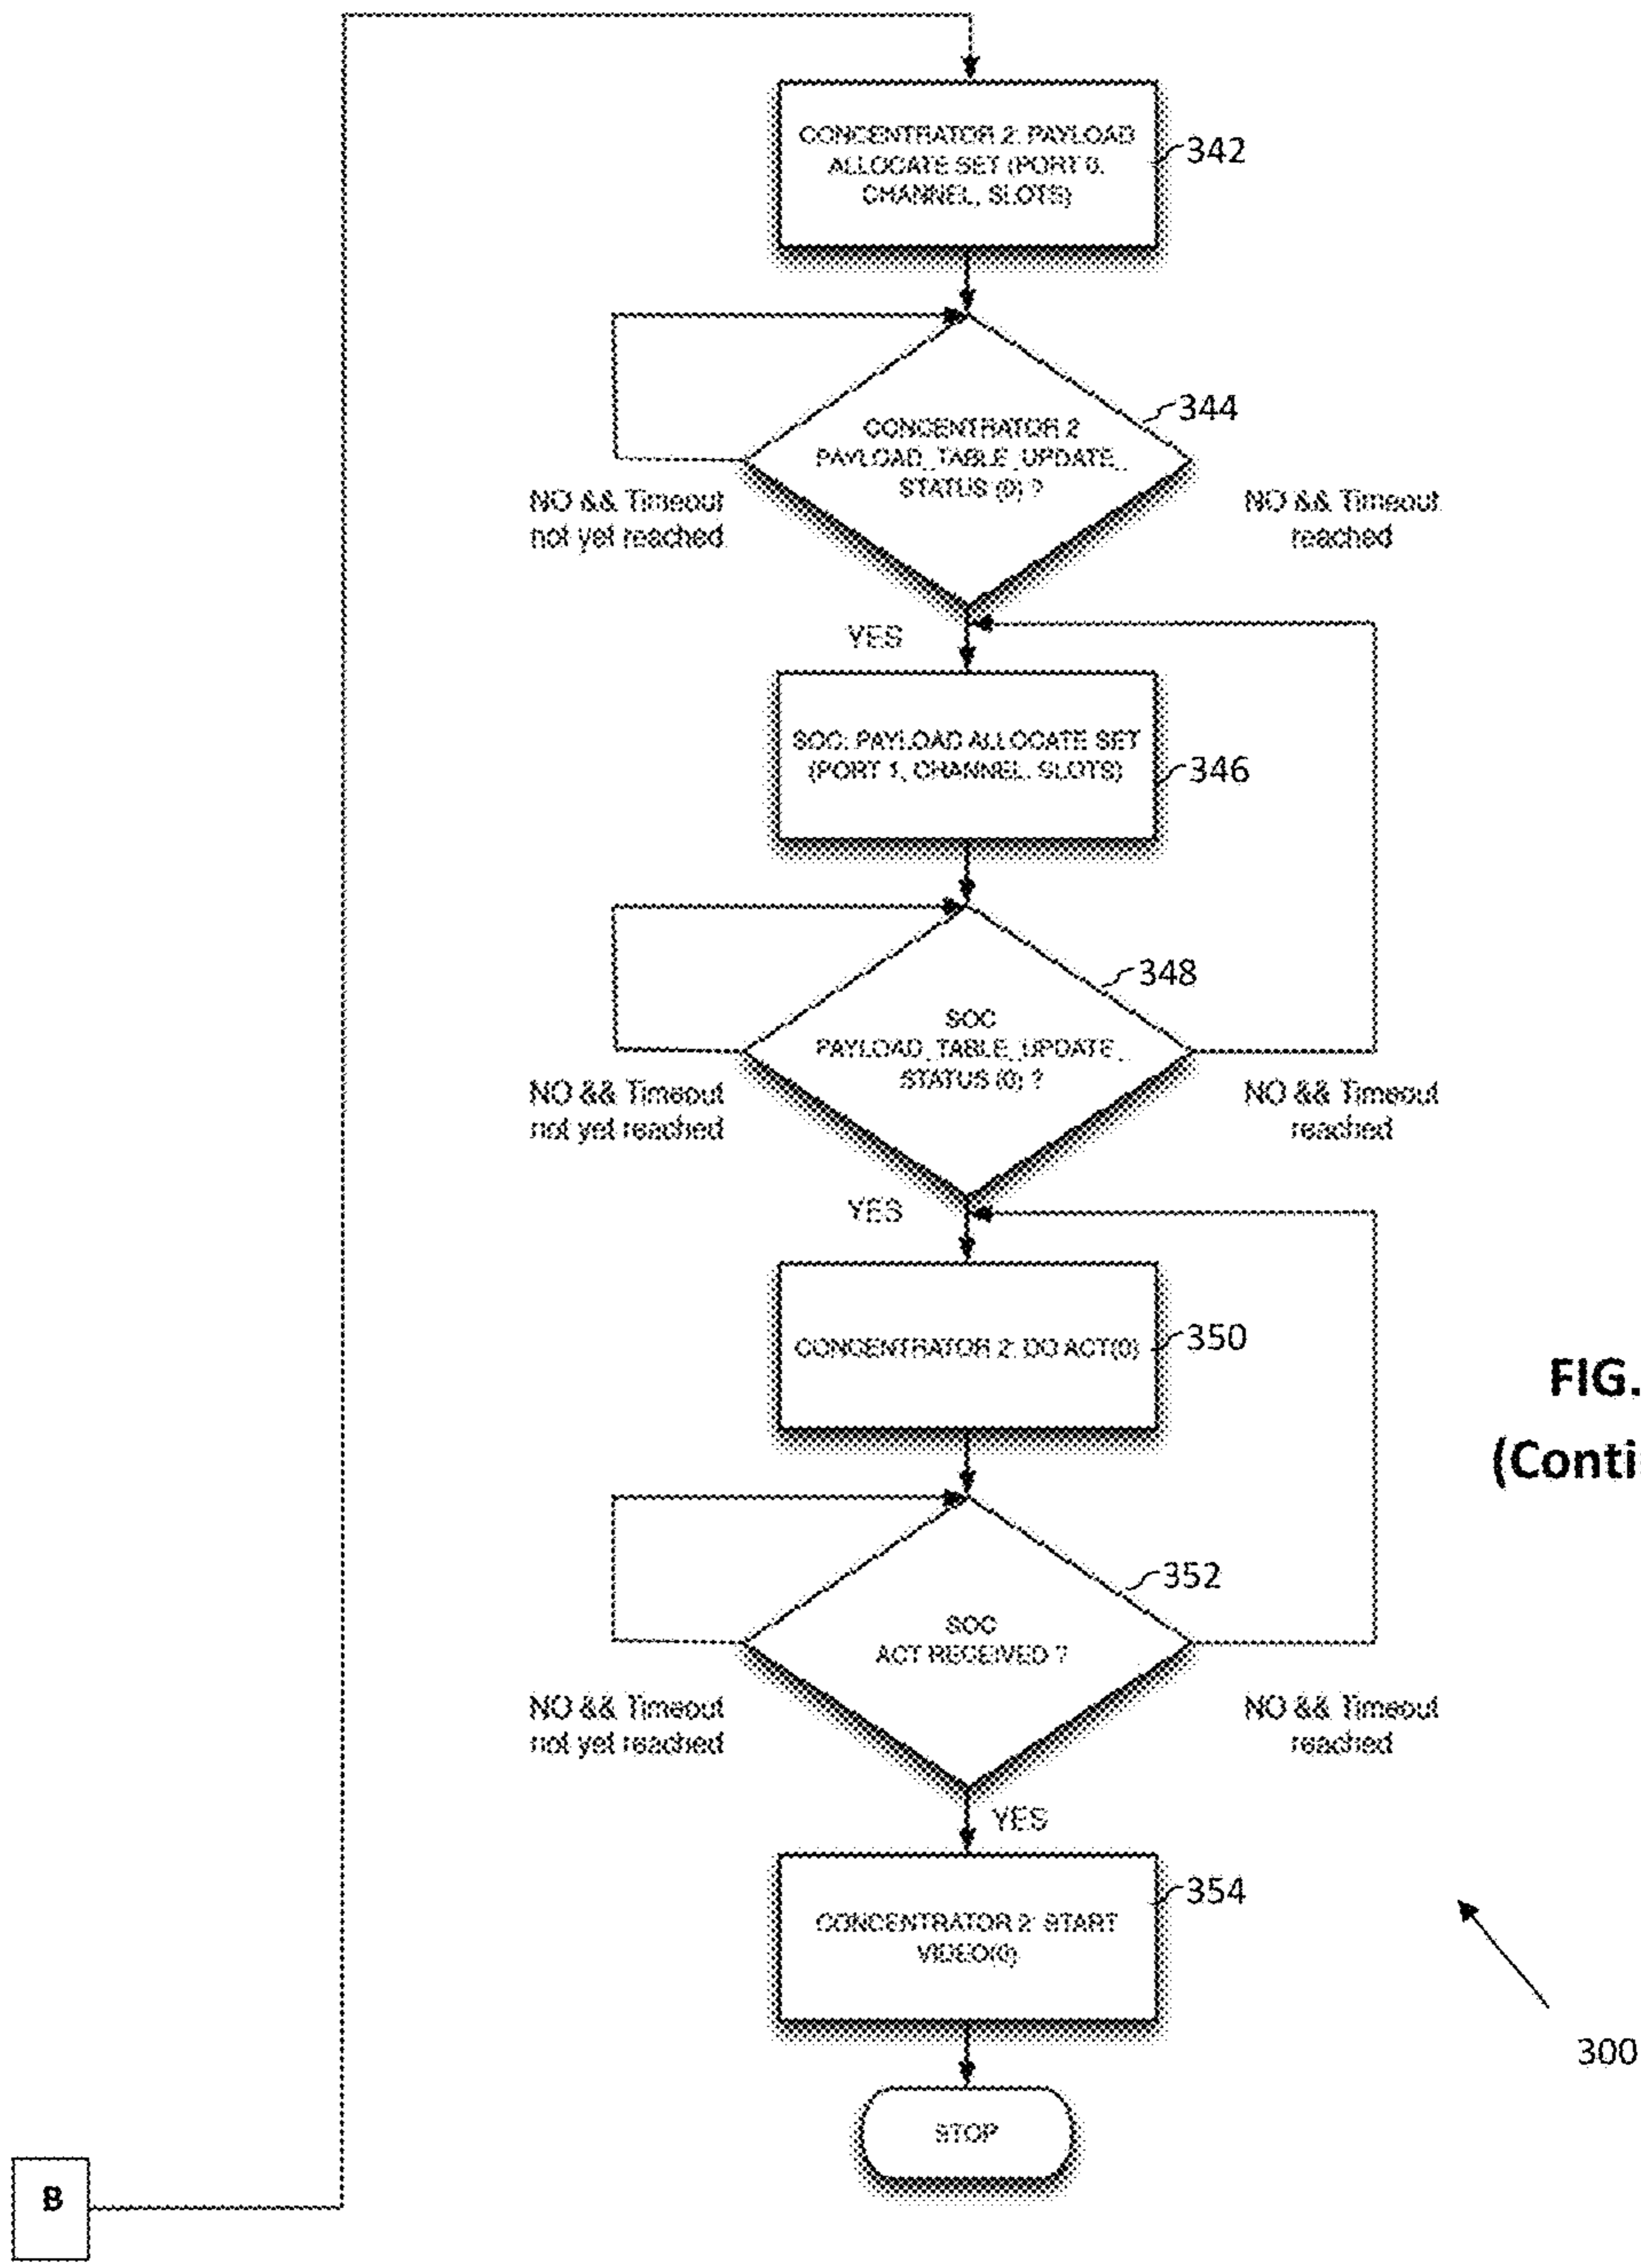 CONCENTRATOR 2: PAYLOAD
ALLOCATE SET (PORT 0,
CHANNEL, SLOTS)
342
344
CONCENTRATOR 2
PAYLOAD_TABLE_UPDATE_
STATUS (0) ?
NO && Timeout
not yet reached
NO && Timeout
reached
YES
SOC: PAYLOAD ALLOCATE SET
(PORT 1, CHANNEL, SLOTS)
346
348
SOC
PAYLOAD_TABLE_UPDATE_
STATUS (0) ?
NO && Timeout
not yet reached
NO && Timeout
reached
YES
CONCENTRATOR 2: DO ACT(0)
350
FIG.
(Conti
352
SOC
ACT RECEIVED ?
NO && Timeout
not yet reached
NO && Timeout
reached
YES
354
CONCENTRATOR 2: START
VIDEO(0)
300
STOP
B